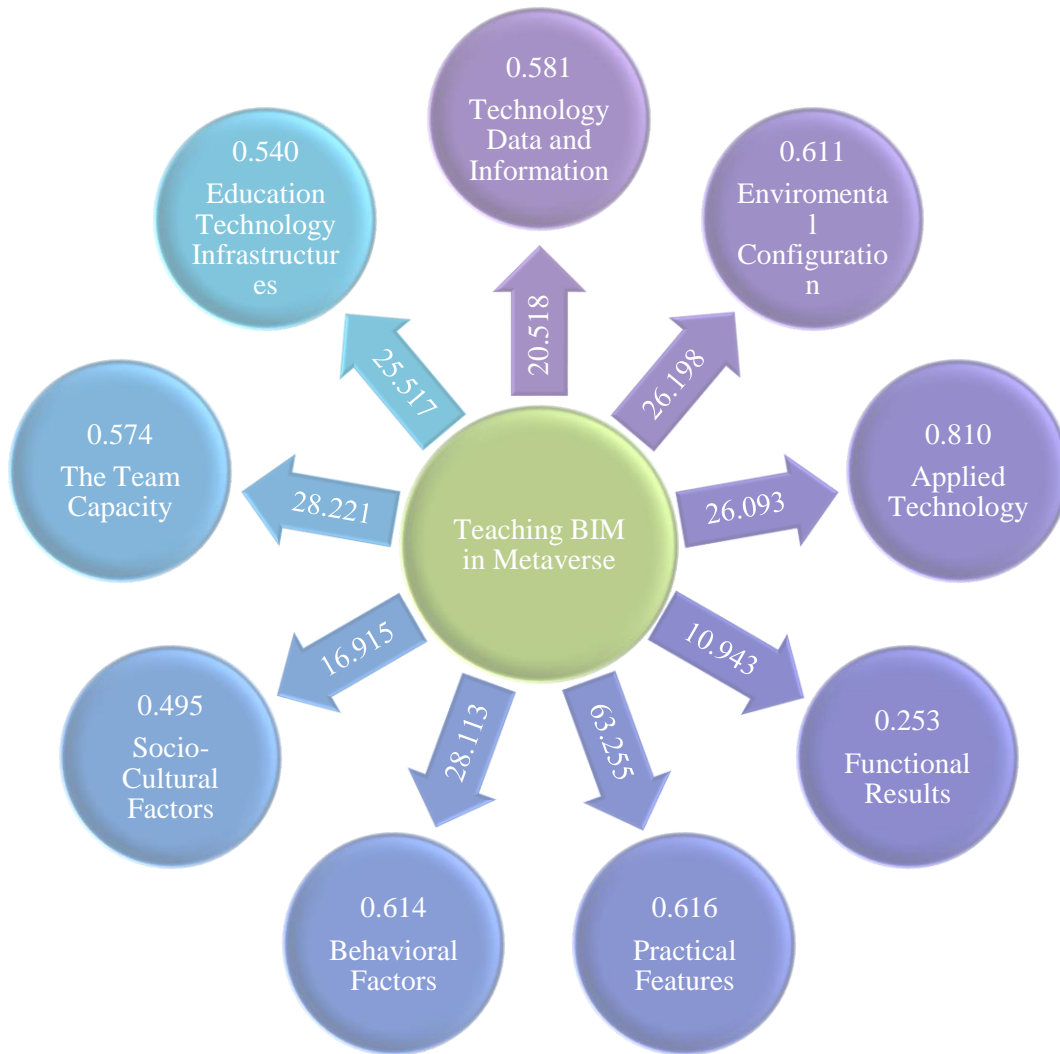 0.581
Technology
Data and
Information
0.611
Enviromental
l
Configuratio
n
0.810
Applied
Technology
0.253
Functional
Results
0.616
Practical
Features
0.614
Behavioral
Factors
0.495
Socio-
Cultural
Factors
0.574
The Team
Capacity
0.540
Education
Technology
Infrastructur
es
20.518
26.198
26.093
10.943
63.255
28.113
16.915
28.221
25.517
Teaching BIM
in Metaverse